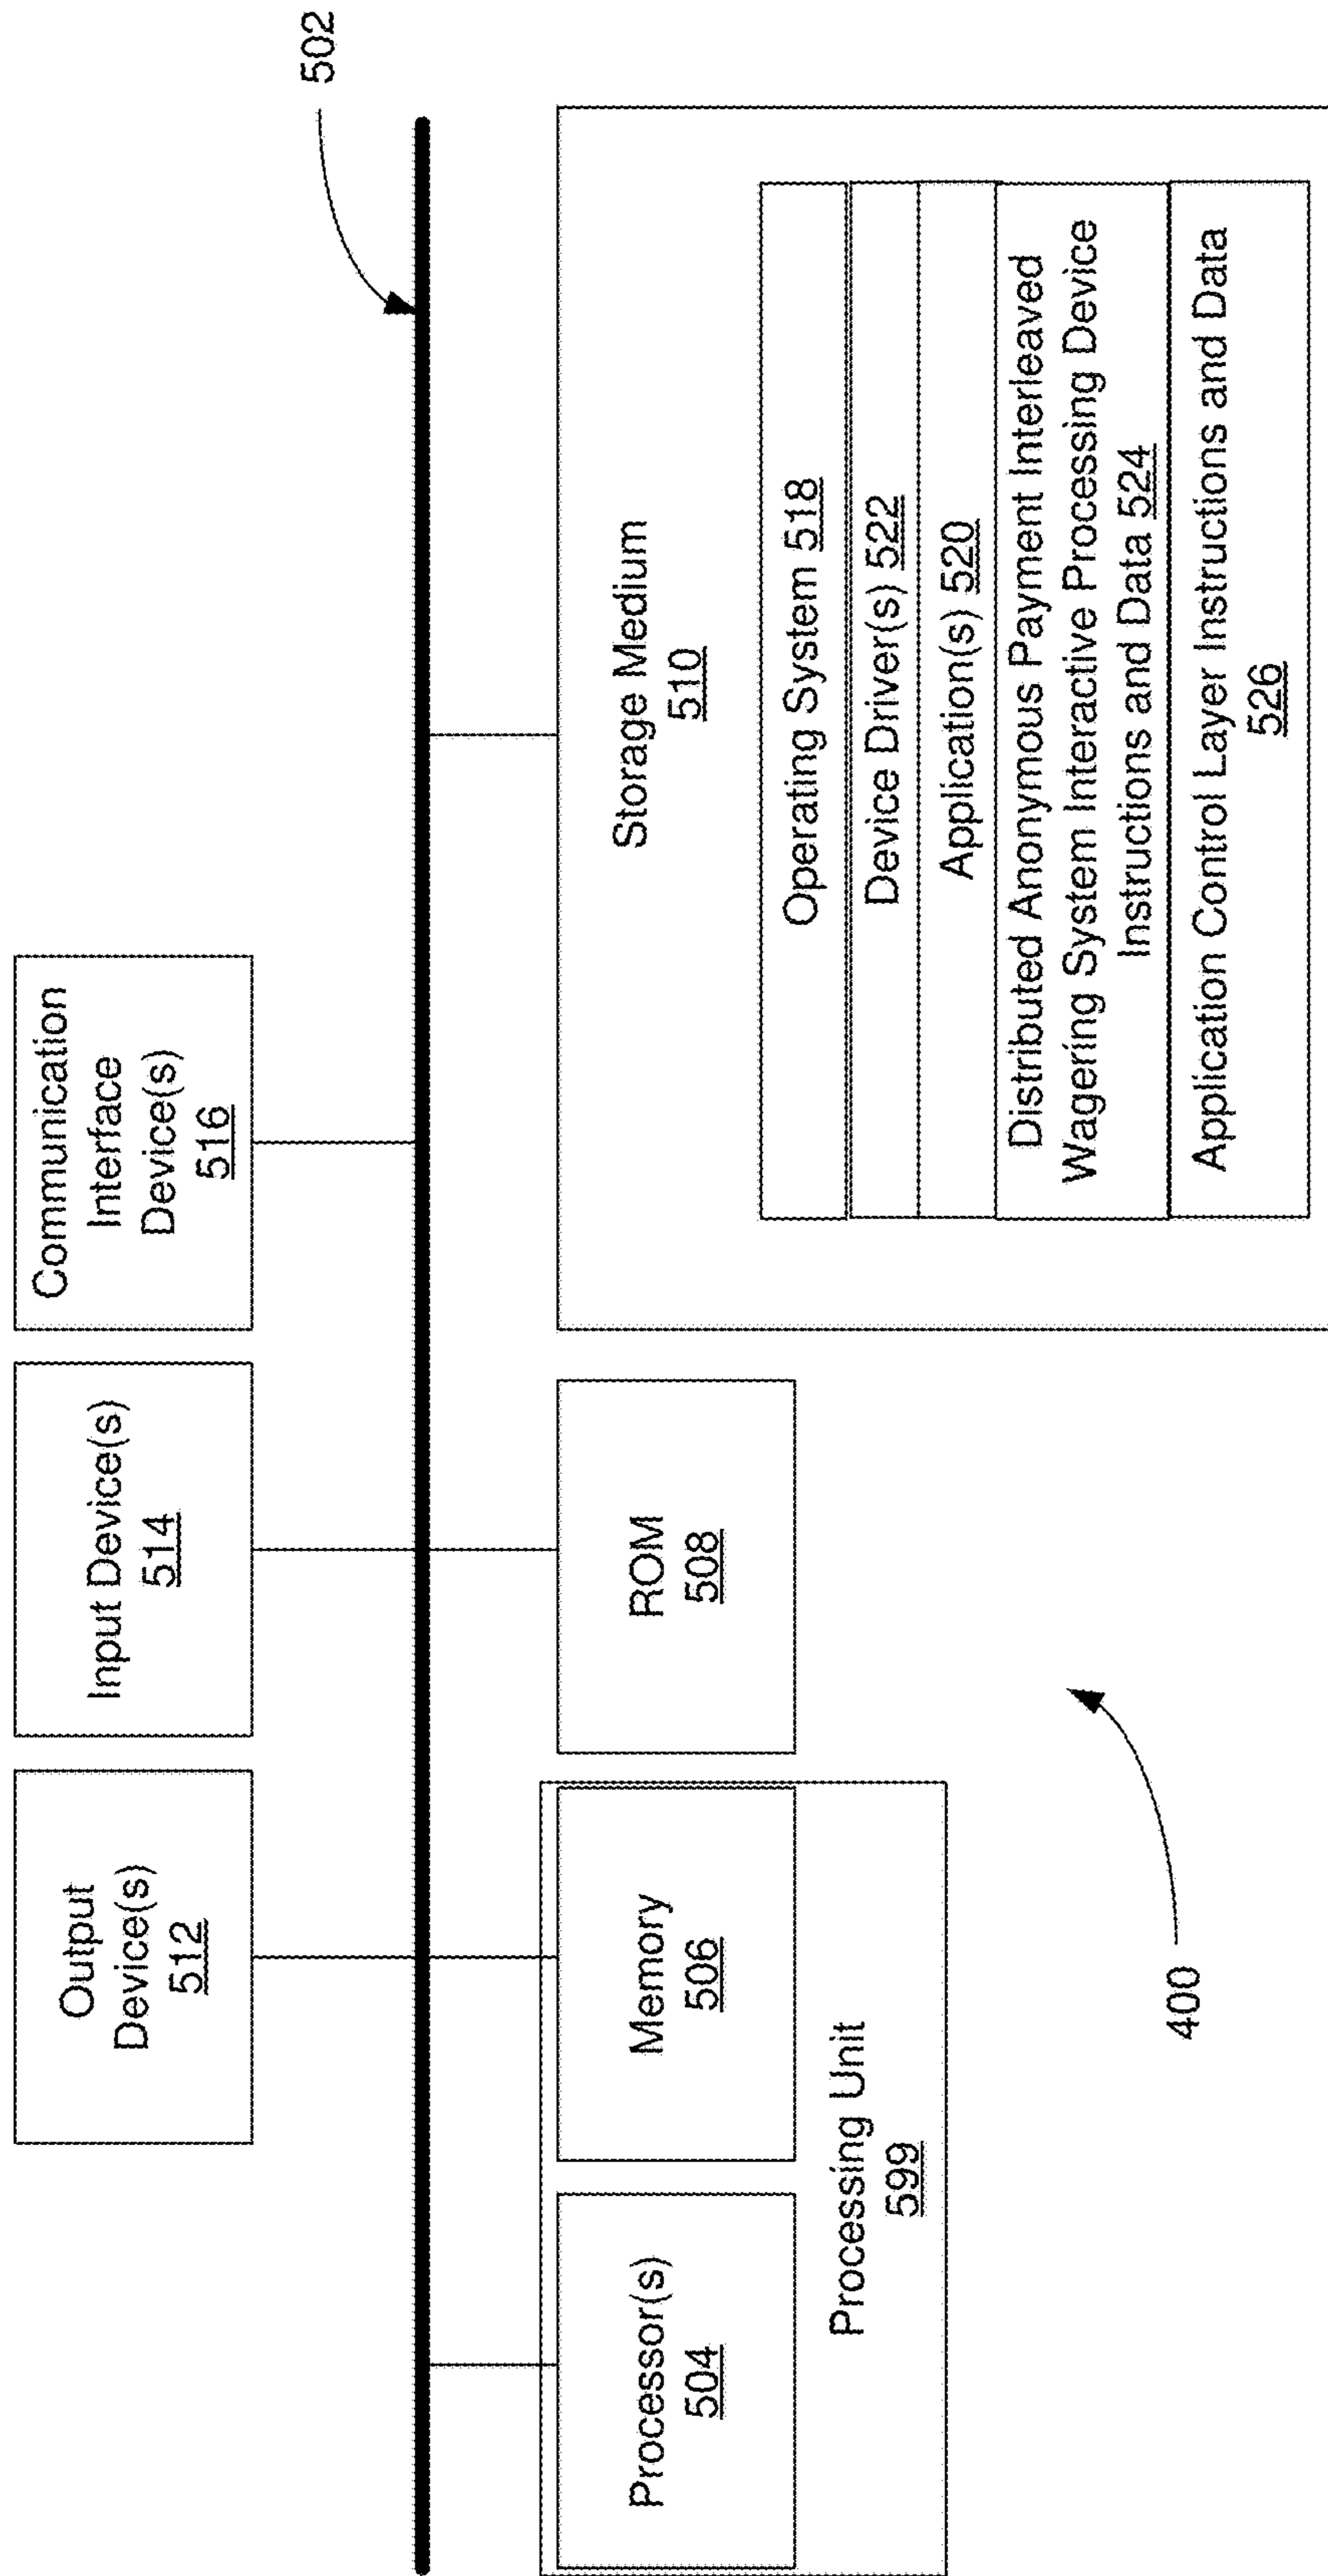 502
Output
Device(s)
512
Input Device(s)
514
Communication
Interface
Device(s)
516
Processor(s)
504
Memory
506
Processing Unit
599
ROM
508
Storage Medium
510
Operating System 518
Device Driver(s) 522
Application(s) 520
Distributed Anonymous Payment Interleaved
Wagering System Interactive Processing Device
Instructions and Data 524
Application Control Layer Instructions and Data
526
400